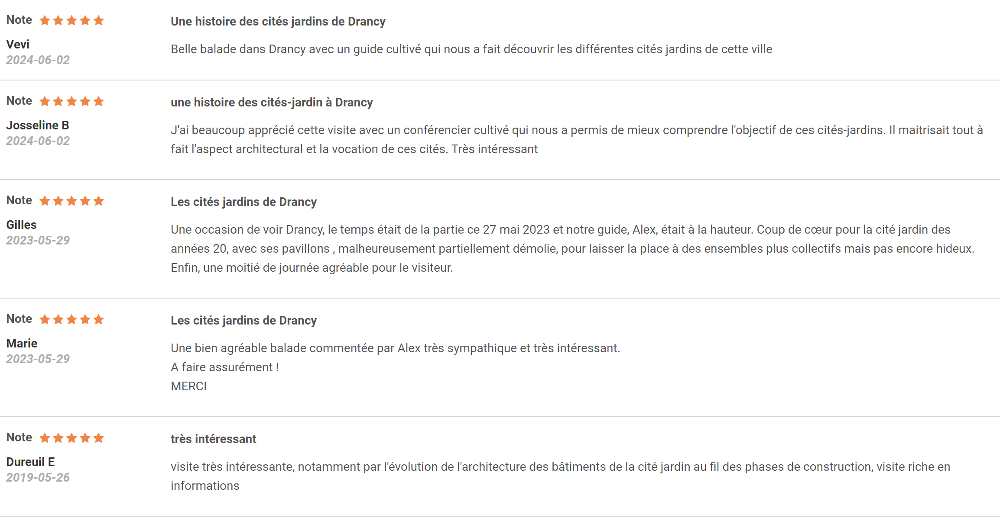 Note
Une histoire des cités jardins de Drancy
Vevi
2024-06-02
Belle balade dans Drancy avec un guide cultivé qui nous a fait découvrir les différentes cités jardins de cette ville
Note
une histoire des cités-jardin à Drancy
Josseline B
2024-06-02
J'ai beaucoup apprécié cette visite avec un conférencier cultivé qui nous a permis de mieux comprendre l'objectif de ces cités-jardins. Il maitrisait tout à
fait l'aspect architectural et la vocation de ces cités. Très intéressant
Note
Les cités jardins de Drancy
Gilles
2023-05-29
Une occasion de voir Drancy, le temps était de la partie ce 27 mai 2023 et notre guide, Alex, était à la hauteur. Coup de cœur pour la cité jardin des
années 20, avec ses pavillons , malheureusement partiellement démolie, pour laisser la place à des ensembles plus collectifs mais pas encore hideux.
Enfin, une moitié de journée agréable pour le visiteur.
Note
Les cités jardins de Drancy
Marie
2023-05-29
Une bien agréable balade commentée par Alex très sympathique et très intéressant.
A faire assurément !
MERCI
Note
très intéressant
Dureuil E
2019-05-26
visite très intéressante, notamment par l'évolution de l'architecture des bâtiments de la cité jardin au fil des phases de construction, visite riche en
informations